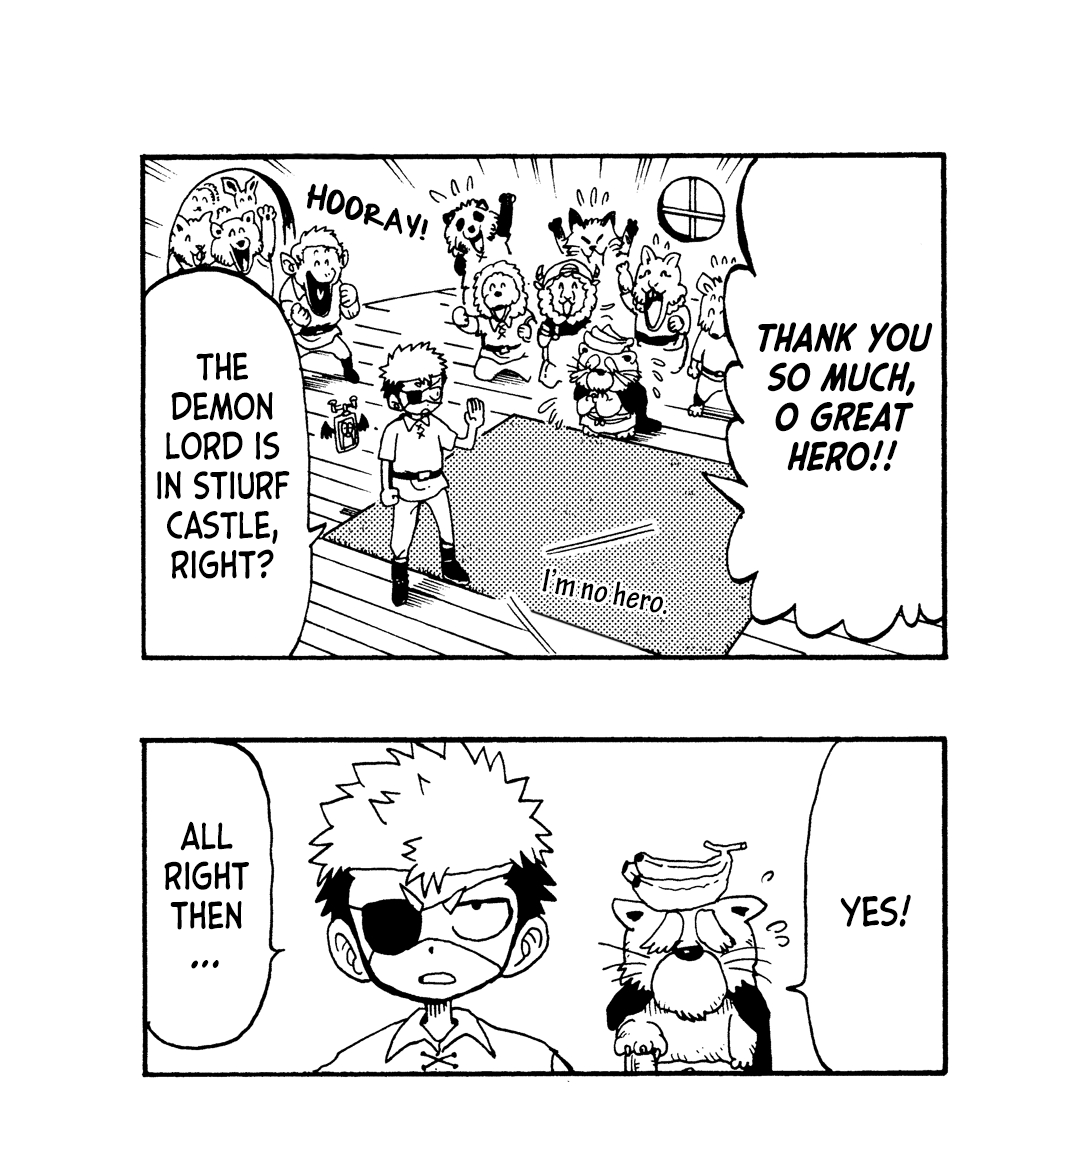 HOORAY!
THANK YOU
SO MUCH,
O GREAT
HERO!!
I'm no hero.
THE
DEMON
LORD IS
IN STIURF
CASTLE,
RIGHT?
YES!
ALL
RIGHT
THEN
...